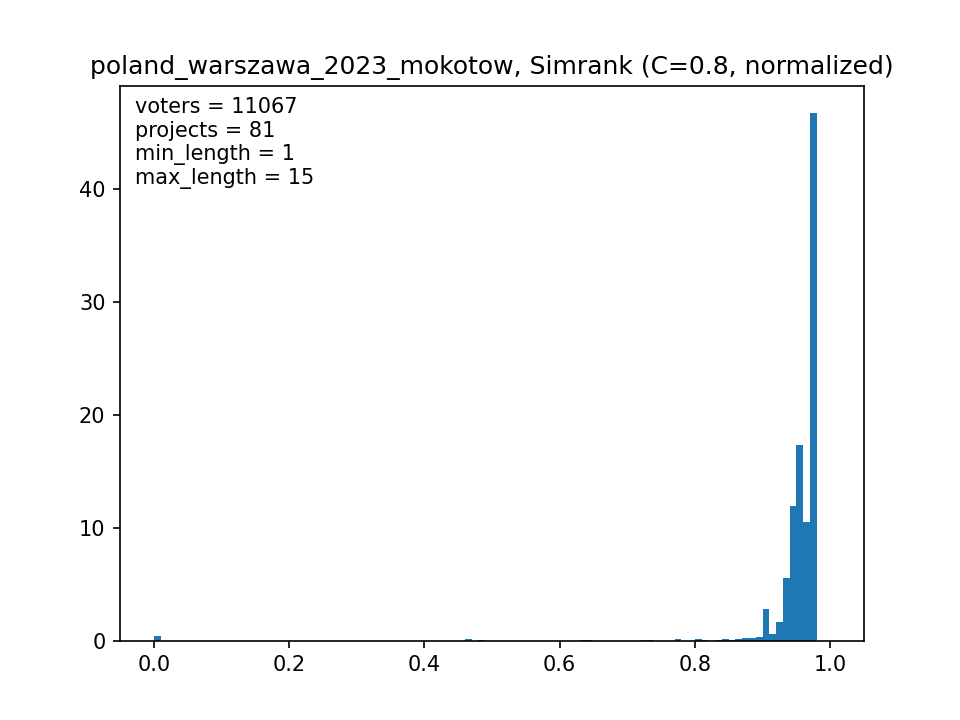 poland_warszawa_2023_mokotow, Simrank (C=0.8, normalized)
voters = 11067
projects = 81
min_length = 1
max_length = 15
40
30
20
10
0
0.0 0.2 0.4 0.6 0.8 1.0